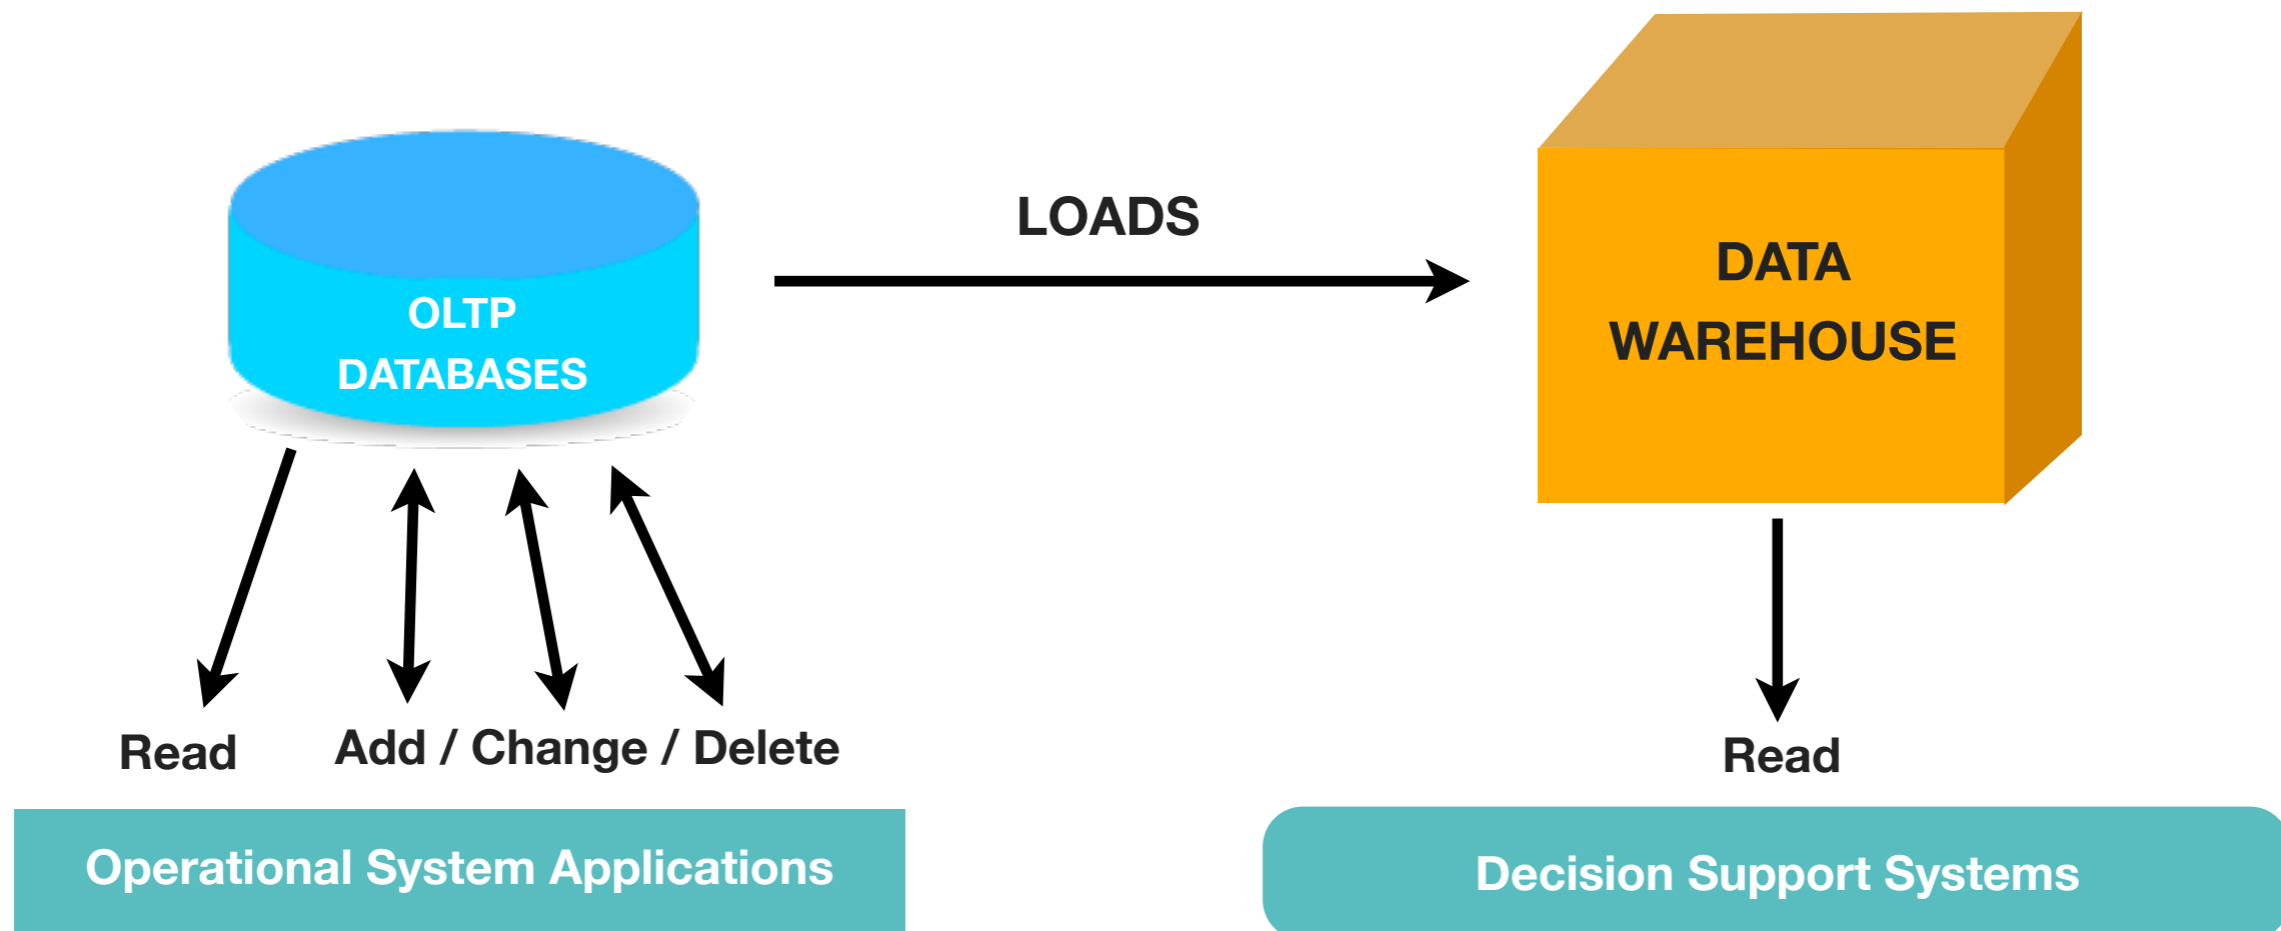 OLTP
DATABASES
LOADS
DATA
WAREHOUSE
Read
Add / Change / Delete
Read
Operational System Applications
Decision Support Systems